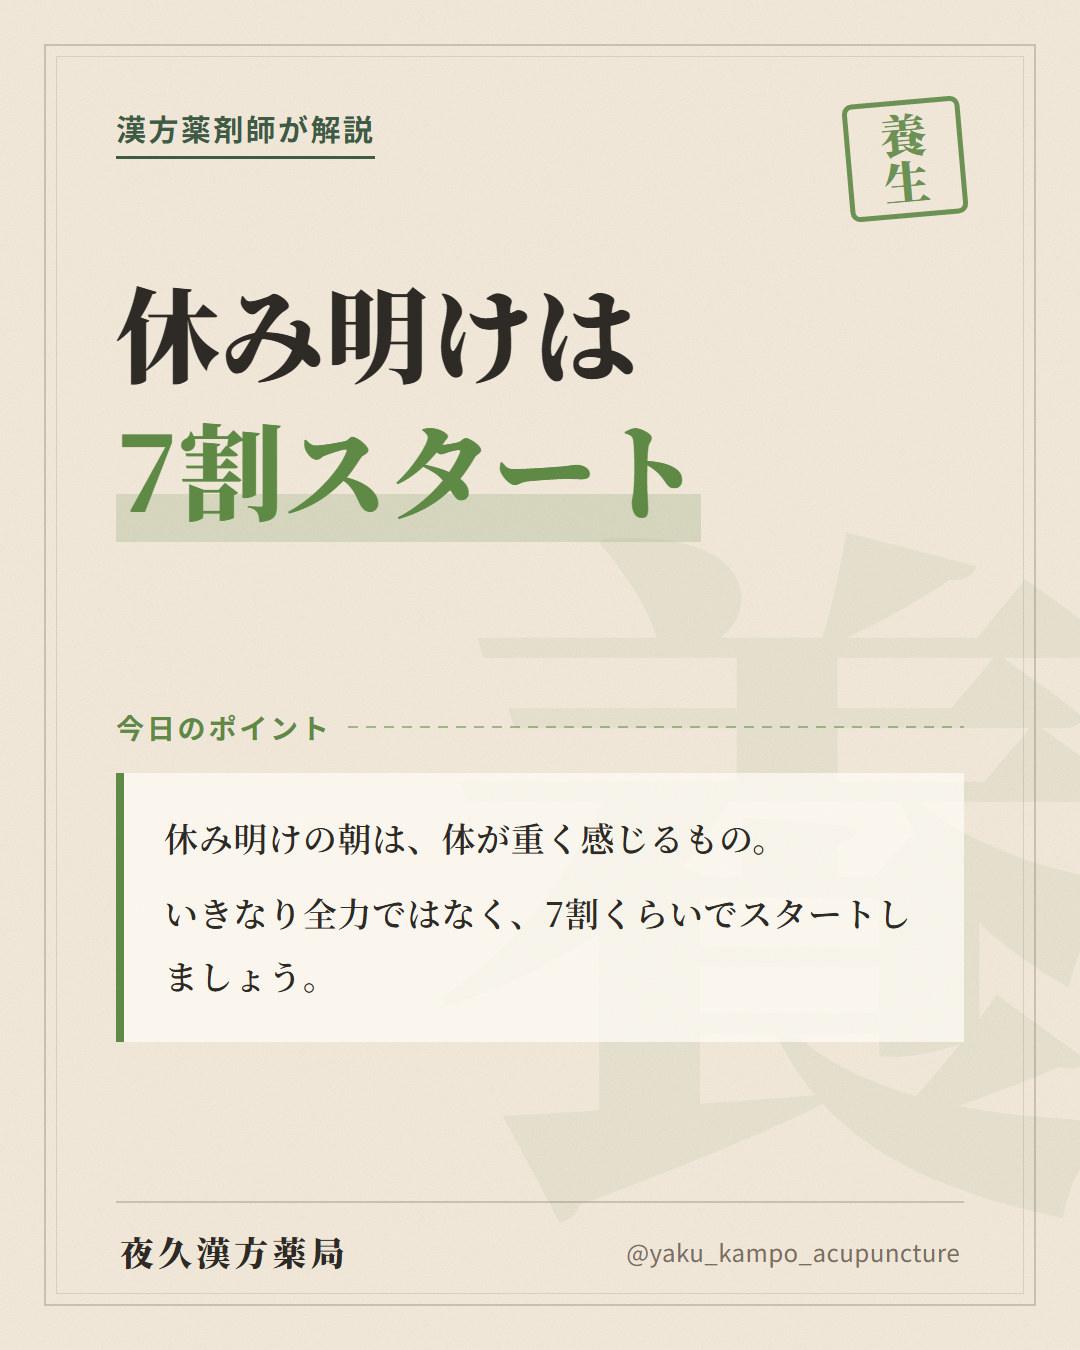 漢方薬剤師が解説
養生
休み明けは
7割スタート
今日のポイント
休み明けの朝は、体が重く感じるもの。
いきなり全力ではなく、7割くらいでスタートし
ましょう。
養
夜久漢方薬局
@yaku_kampo_acupuncture